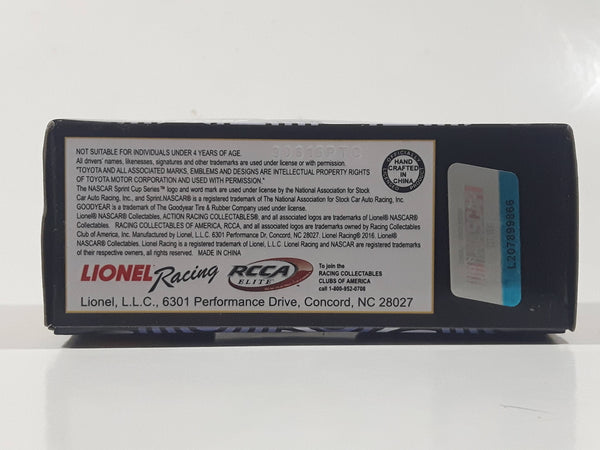 NOT SUITABLE FOR INDIVIDUALS UNDER 4 YEARS OF AGE.
All drivers' names, likenesses, signatures and other trademarks are used under license or with permission.
"TOYOTA AND ALL ASSOCIATED MARKS, EMBLEMS AND DESIGNS ARE INTELLECTUAL PROPERTY RIGHTS
OF TOYOTA MOTOR CORPORATION AND USED WITH PERMISSION."
The NASCAR Sprint Cup Series™ logo and word mark are used under license by the National Association for Stock
Car Auto Racing, Inc., and Sprint.NASCAR® is a registered trademark of The National Association for Stock Car Auto Racing, Inc.
GOODYEAR is a trademark of The Goodyear Tire & Rubber Company used under license.
Lionel® NASCAR® Collectables, ACTION RACING COLLECTABLES®, and all associated logos are trademarks of Lionel® NASCAR®
Collectables. RACING COLLECTABLES OF AMERICA, RCCA, and all associated logos are trademarks owned by Racing Collectables
Club of America, Inc. Manufactured by Lionel, L.L.C. 6301 Performance Dr, Concord, NC 28027. Lionel Racing® 2016. Lionel®
NASCAR® Collectables. Lionel Racing is a registered trademark of Lionel, L.L.C. Lionel Racing and NASCAR are registered trademarks
of their respective owners, all rights reserved. MADE IN CHINA
OFFICIALLY
HAND
CRAFTED
IN
CHINA
L207899866
LIONEL Racing
RCCA
ELITE
To join the
RACING COLLECTABLES
CLUBS OF AMERICA
call 1-800-952-0708
Lionel, L.L.C., 6301 Performance Drive, Concord, NC 28027